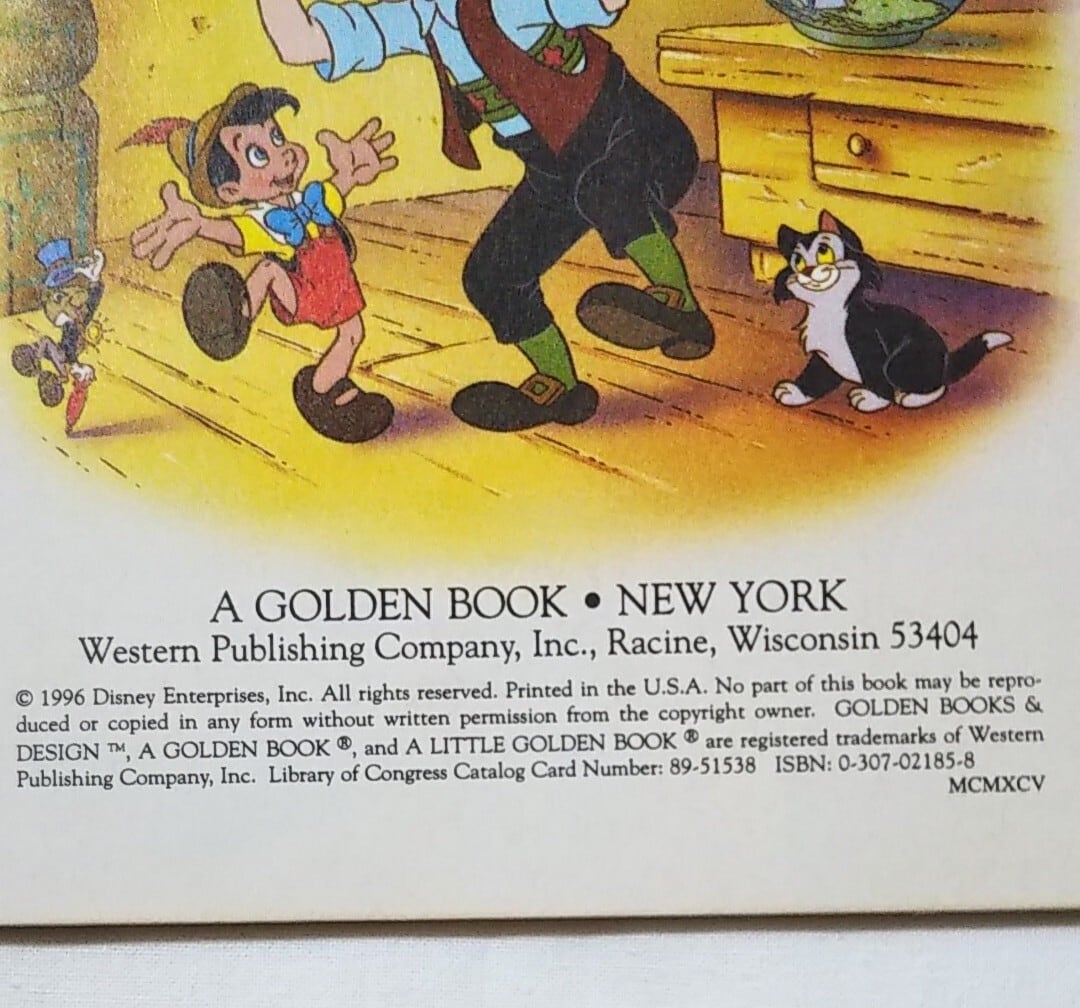 A GOLDEN BOOK • NEW YORK
Western Publishing Company, Inc., Racine, Wisconsin 53404
© 1996 Disney Enterprises, Inc. All rights reserved. Printed in the U.S.A. No part of this book may be repro-
duced or copied in any form without written permission from the copyright owner. GOLDEN BOOKS &
DESIGN ™, A GOLDEN BOOK ®, and A LITTLE GOLDEN BOOK ® are registered trademarks of Western
Publishing Company, Inc. Library of Congress Catalog Card Number: 89-51538 ISBN: 0-307-02185-8
MCMXCV